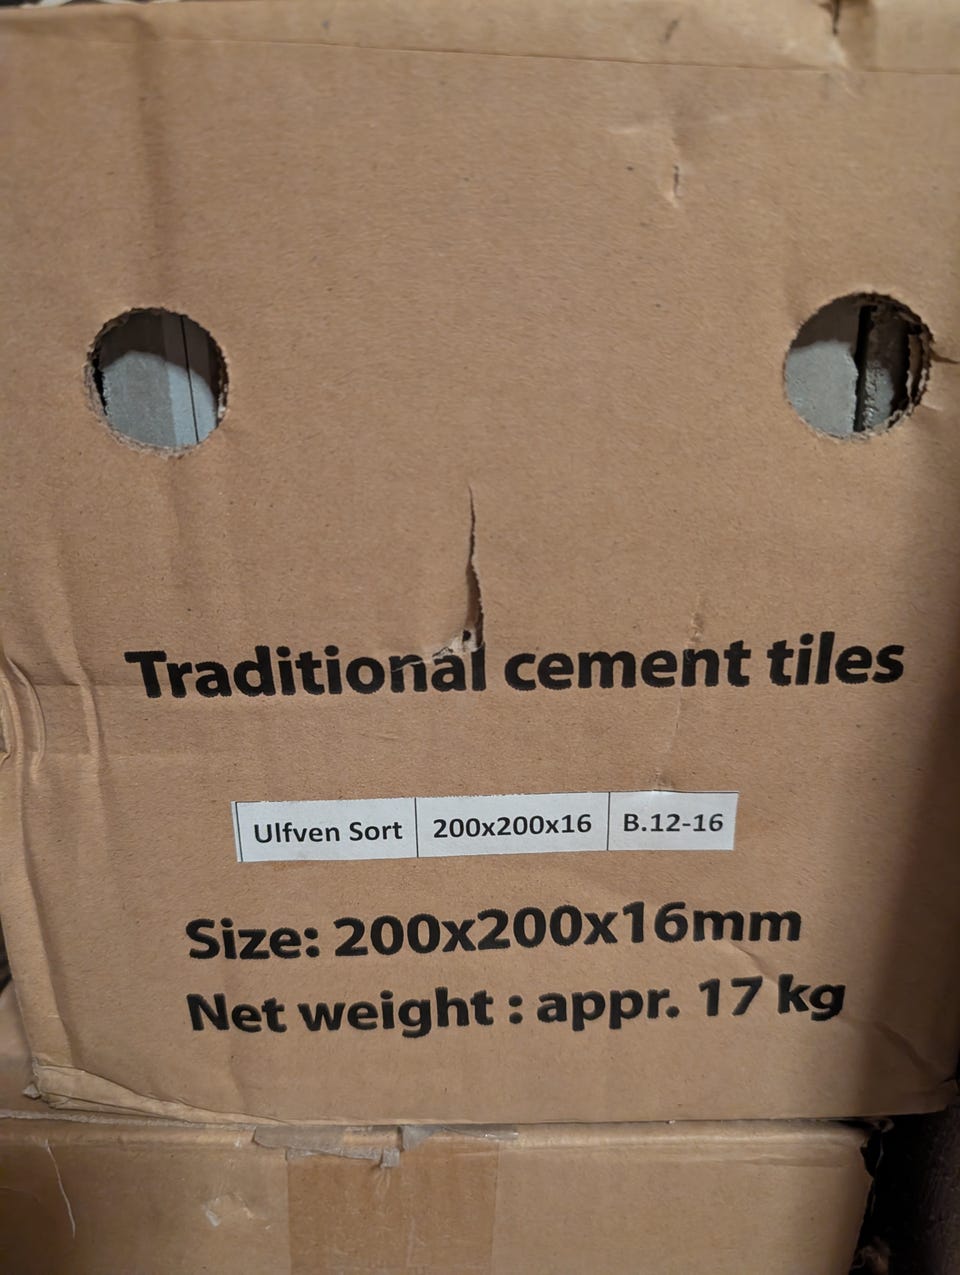 Traditional cement tiles
Ulfven Sort 200x200x16 B.12-16
Size: 200x200x16mm
Net weight : appr. 17 kg